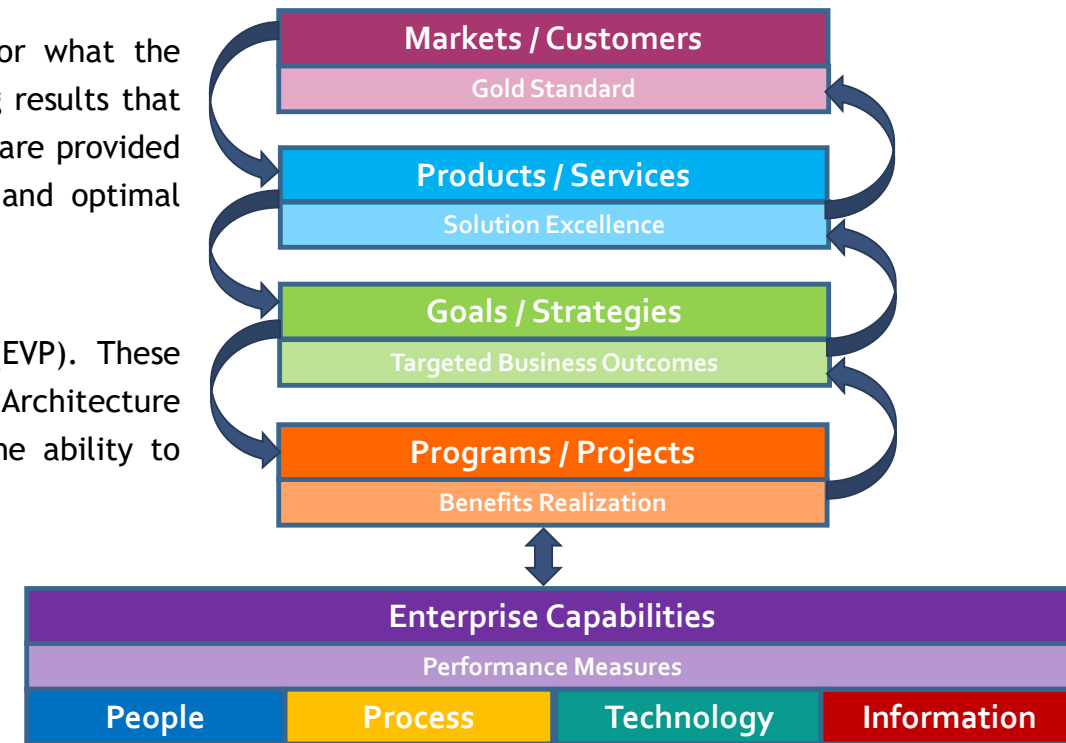 or what the
g results that
are provided
and optimal
(EVP). These
Architecture
he ability to
Markets / Customers
Gold Standard
Products / Services
Solution Excellence
Goals / Strategies
Targeted Business Outcomes
Programs / Projects
Benefits Realization
Enterprise Capabilities
Performance Measures
People
Process
Technology
Information